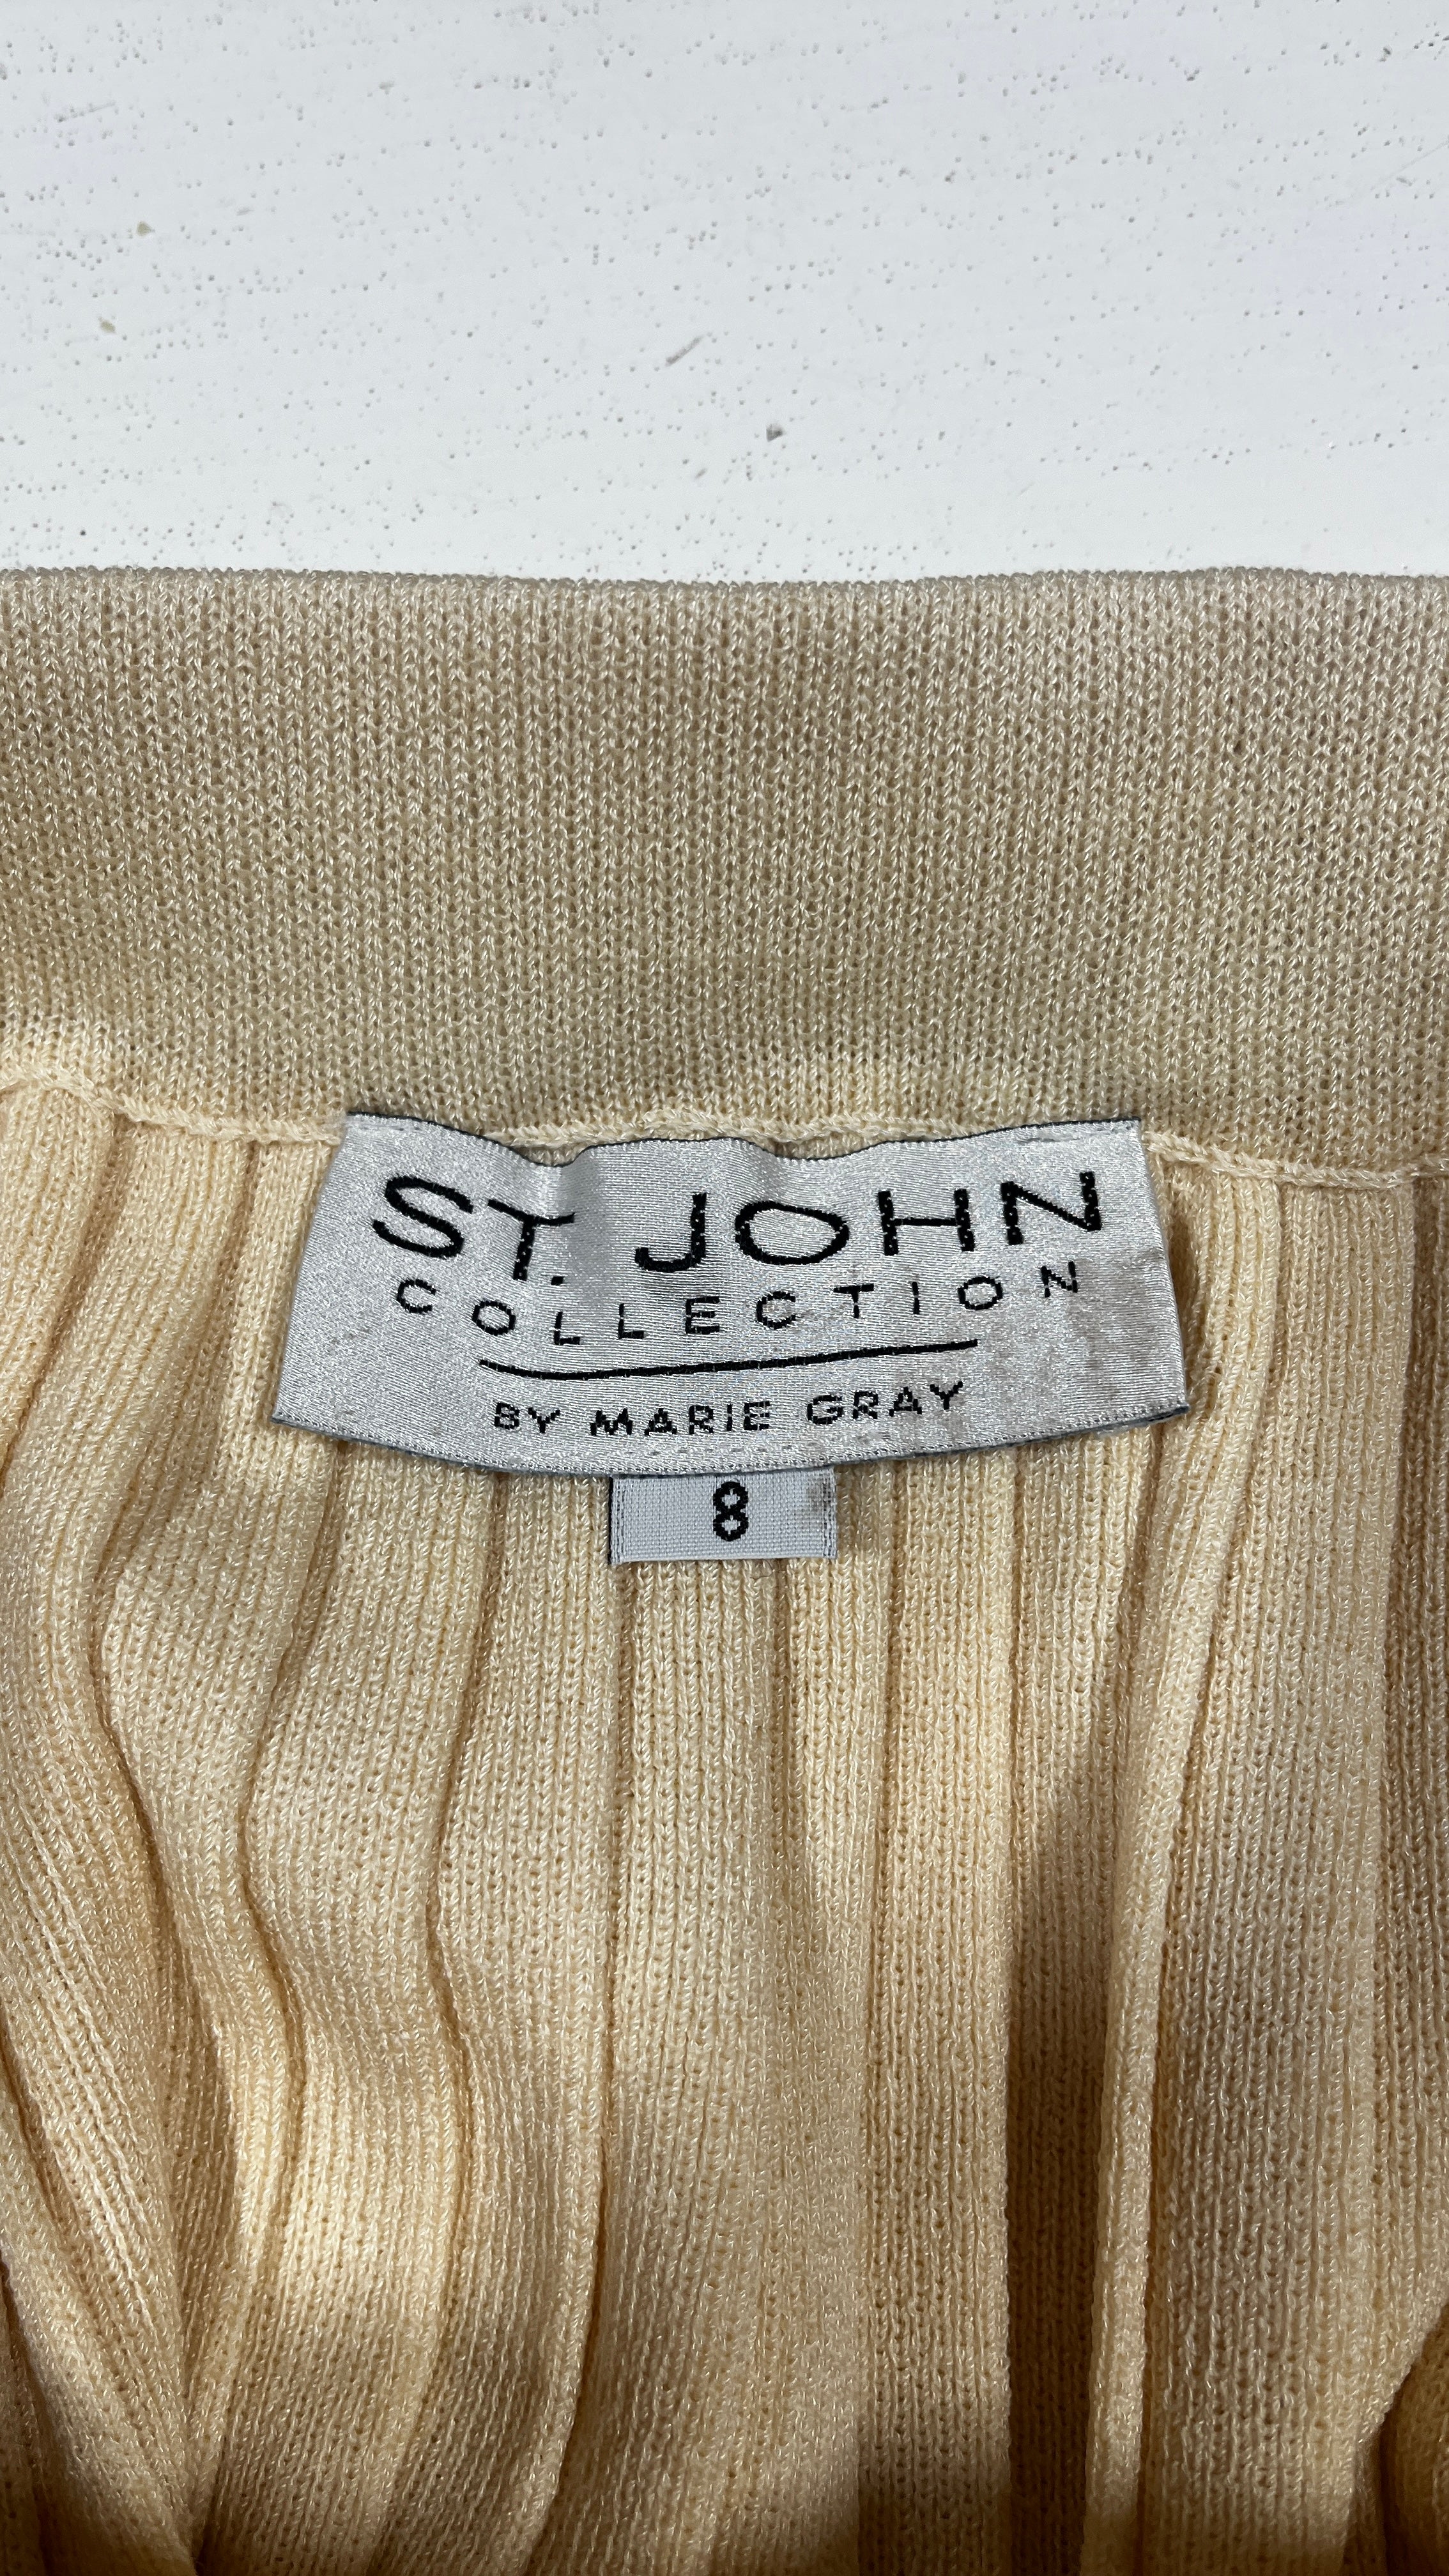 ST. JOHN
COLLECTION
BY MARIE GRAY
8